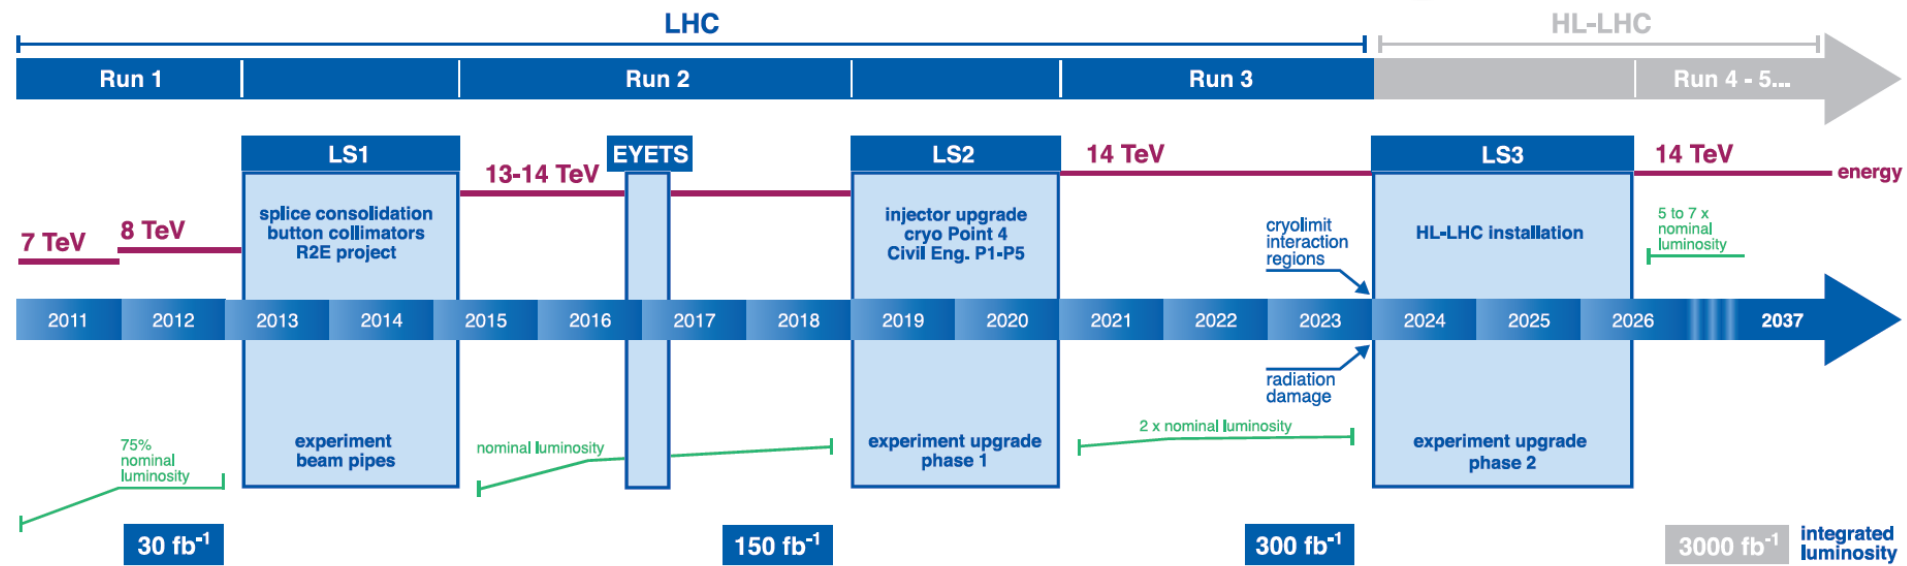 LHC
HL-LHC
Run 1
Run 2
Run 3
Run 4 - 5...
LS1
EYETS
LS2
14 TeV
LS3
14 TeV
energy
13-14 TeV
7 TeV
8 TeV
splice consolidation
button collimators
R2E project
injector upgrade
cryo Point 4
Civil Eng. P1-P5
cryolimit
interaction
regions
HL-LHC installation
5 to 7 x
nominal
luminosity
2011
2012
2013
2014
2015
2016
2017
2018
2019
2020
2021
2022
2023
2024
2025
2026
2037
radiation
damage
75%
nominal
luminosity
experiment
beam pipes
nominal luminosity
experiment upgrade
phase 1
2 x nominal luminosity
experiment upgrade
phase 2
30 fb⁻¹
150 fb⁻¹
300 fb⁻¹
3000 fb⁻¹
integrated
luminosity